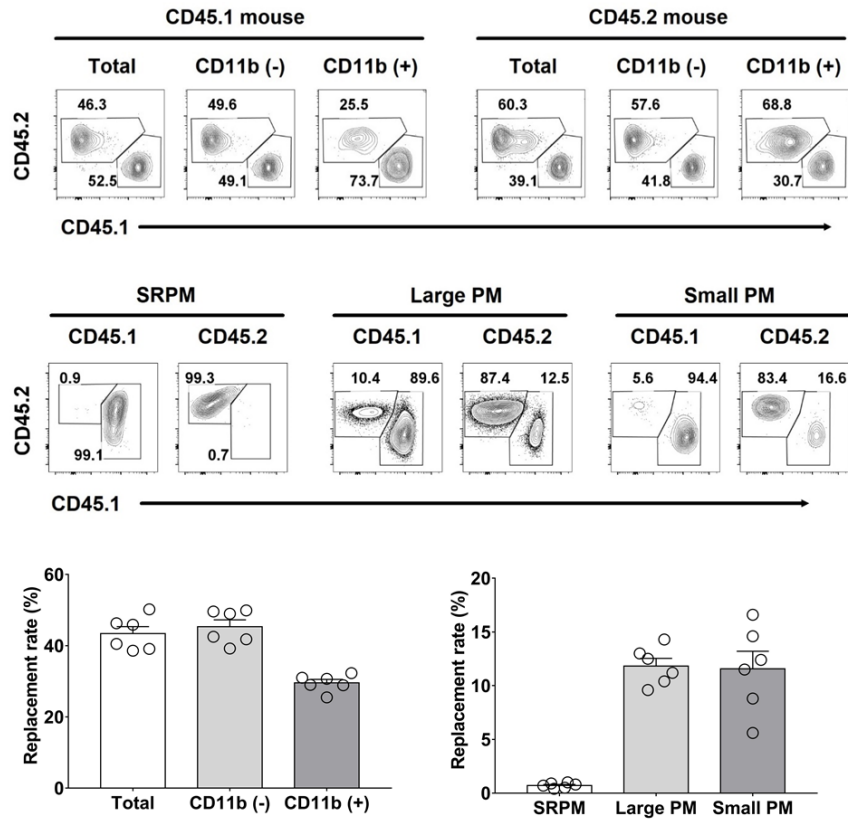 CD45.1 mouse CD45.2 mouse
Total CD11b (-) CD11b (+) Total CD11b (-) CD11b (+)
CD45.2
46.3 49.6 25.5 60.3 57.6 68.8
52.5 49.1 73.7 39.1 41.8 30.7
CD45.1
SRPM Large PM Small PM
CD45.1 CD45.2 CD45.1 CD45.2 CD45.1 CD45.2
CD45.2
0.9 99.3 10.4 89.6 87.4 12.5 5.6 94.4 83.4 16.6
99.1 0.7
CD45.1
Replacement rate (%)
60
40
20
0
Total CD11b (-) CD11b (+)
Replacement rate (%)
20
15
10
5
0
SRPM Large PM Small PM